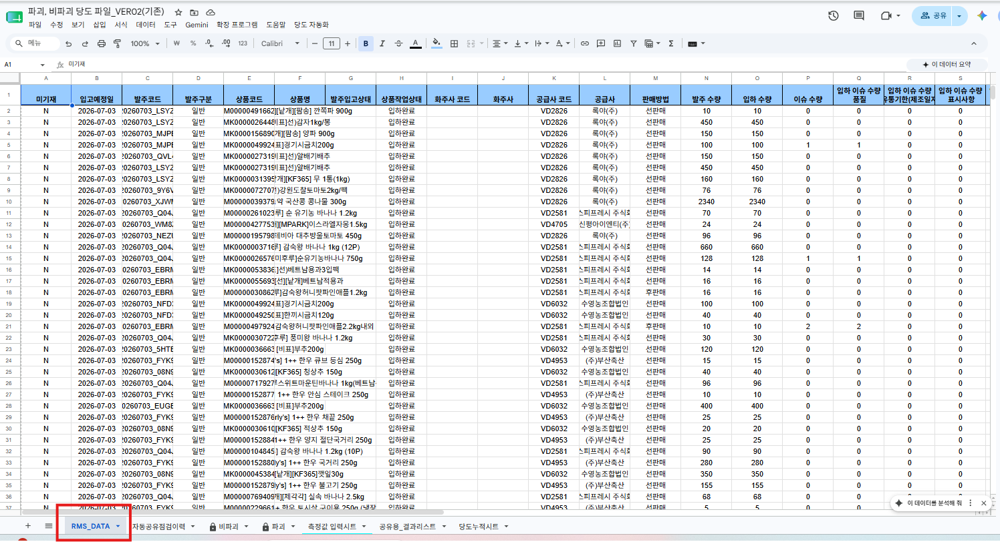 파괴, 비파괴 당도 파일_VER02(기존)
파일 수정 보기 삽입 서식 데이터 도구 Gemini 확장 프로그램 도움말 당도 자동화
공유
메뉴 100% ₩ % .0 .00 123 Calibri 11 B I A
A1 fx 미기재 이 데이터 요약
A B C D E F G H I J K L M N O P Q R S
1 미기재 입고예정일 발주코드 발주구분 상품코드 상품명 발주입고상태 상품작업상태 화주사 코드 화주사 공급사 코드 공급사 판매방법 발주 수량 입하 수량 이슈 수량 입하 이슈 수량 품질 입하 이슈 수량 유통기한(제조일자 입하 이슈 수량 표시사항
2 N 2026-07-03 20260703_LSYZ 일반 M00000491662 [낱개][팜송] 깐쪽파 900g 입하완료 VD2826 록야(주) 선판매 10 10 0 0 0 0
3 N 2026-07-03 20260703_LSYZ 일반 MK0000026448 표]선)감자1kg/봉 입하완료 VD2826 록야(주) 선판매 450 450 0 0 0 0
4 N 2026-07-03 20260703_MJPE 일반 MK0000156890 개][팜송] 양파 900g 입하완료 VD2826 록야(주) 선판매 150 150 0 0 0 0
5 N 2026-07-03 20260703_MJPE 일반 MK0000049924 표]경기시금치200g 입하완료 VD2826 록야(주) 선판매 100 100 1 1 0 0
6 N 2026-07-03 20260703_QVL4 일반 MK0000027319 표]선)알배기배추 입하완료 VD2826 록야(주) 선판매 150 150 0 0 0 0
7 N 2026-07-03 20260703_LSYZ 일반 MK0000027319 표]선)알배기배추 입하완료 VD2826 록야(주) 선판매 450 450 0 0 0 0
8 N 2026-07-03 20260703_LSYZ 일반 MK0000031395 개][KF365] 무 1통(1kg) 입하완료 VD2826 록야(주) 선판매 160 160 0 0 0 0
9 N 2026-07-03 20260703_9Y6V 일반 MK0000072707 )강원도찰토마토2kg/팩 입하완료 VD2826 록야(주) 선판매 76 76 0 0 0 0
10 N 2026-07-03 20260703_XJWM 일반 M00000039379 약 국산콩 콩나물 300g 입하완료 VD2826 록야(주) 선판매 2340 2340 0 0 0 0
11 N 2026-07-03 20260703_Q04J 일반 M00000261023 루] 순 유기농 바나나 1.2kg 입하완료 VD2581 스피프레시 주식회 선판매 70 70 0 0 0 0
12 N 2026-07-03 20260703_WM8Z 일반 M00000427753 ][MPARK]이스라엘자몽1.5kg 입하완료 VD4705 신평아이엔티(주) 선판매 24 24 0 0 0 0
13 N 2026-07-03 20260703_NEZU 일반 M00000195798 테비아 대추방울토마토 450g 입하완료 VD2826 록야(주) 선판매 96 96 0 0 0 0
14 N 2026-07-03 20260703_Q04J 일반 MK0000003716 루] 감숙왕 바나나 1kg (12P) 입하완료 VD2581 스피프레시 주식회 선판매 660 660 0 0 0 0
15 N 2026-07-03 20260703_Q04J 일반 MK0000026576 미후루]순유기농바나나 750g 입하완료 VD2581 스피프레시 주식회 선판매 128 128 1 1 0 0
16 N 2026-07-03 20260703_EBRM 일반 MK0000053836 ]선)베트남용과3입팩 입하완료 VD2581 스피프레시 주식회 선판매 14 14 0 0 0 0
17 N 2026-07-03 20260703_EBRM 일반 MK0000055693 [선][낱개]베트남적용과 입하완료 VD2581 스피프레시 주식회 선판매 16 16 0 0 0 0
18 N 2026-07-03 20260703_EBRM 일반 MK0000030862 루]감숙왕허니팟파인애플1.2kg 입하완료 VD2581 스피프레시 주식회 후판매 16 16 0 0 0 0
19 N 2026-07-03 20260703_NFD3 일반 MK0000049924 표]경기시금치200g 입하완료 VD6032 수영농조합법인 선판매 100 100 0 0 0 0
20 N 2026-07-03 20260703_NFD3 일반 MK0000049250 표]한끼시금치120g 입하완료 VD6032 수영농조합법인 선판매 40 40 0 0 0 0
21 N 2026-07-03 20260703_EBRM 일반 M00000497924 감숙왕허니팟파인애플2.2kg내외 입하완료 VD2581 스피프레시 주식회 후판매 10 10 2 2 0 0
22 N 2026-07-03 20260703_Q04J 일반 MK0000030722 후루] 풍미왕 바나나 1.2kg 입하완료 VD2581 스피프레시 주식회 선판매 30 30 0 0 0 0
23 N 2026-07-03 20260703_5HTE 일반 MK0000036663 [비표]부추200g 입하완료 VD6032 수영농조합법인 선판매 120 120 0 0 0 0
24 N 2026-07-03 20260703_FYK9 일반 M00000152874 's] 1++ 한우 큐브 등심 250g 입하완료 VD4953 (주)부산축산 선판매 15 15 0 0 0 0
25 N 2026-07-03 20260703_08N9 일반 MK0000030612 [KF365] 청상추 150g 입하완료 VD6032 수영농조합법인 선판매 40 40 0 0 0 0
26 N 2026-07-03 20260703_Q04J 일반 M00000717927 스위트마운틴바나나 1kg(베트남 입하완료 VD2581 스피프레시 주식회 선판매 96 96 0 0 0 0
27 N 2026-07-03 20260703_FYK9 일반 M00000152877 1++ 한우 안심 스테이크 250g 입하완료 VD4953 (주)부산축산 선판매 10 10 0 0 0 0
28 N 2026-07-03 20260703_EUGE 일반 MK0000036663 [비표]부추200g 입하완료 VD6032 수영농조합법인 선판매 400 400 0 0 0 0
29 N 2026-07-03 20260703_FYK9 일반 M00000152876 rly's] 1++ 한우 채끝 250g 입하완료 VD4953 (주)부산축산 선판매 25 25 0 0 0 0
30 N 2026-07-03 20260703_08N9 일반 MK0000030610 [KF365] 적상추 150g 입하완료 VD6032 수영농조합법인 선판매 20 20 0 0 0 0
31 N 2026-07-03 20260703_FYK9 일반 M00000152884 1++ 한우 양지 절단국거리 250g 입하완료 VD4953 (주)부산축산 선판매 25 25 0 0 0 0
32 N 2026-07-03 20260703_Q04J 일반 M00000104845 ] 감숙왕 바나나 1.2kg (10P) 입하완료 VD2581 스피프레시 주식회 선판매 90 90 0 0 0 0
33 N 2026-07-03 20260703_FYK9 일반 M00000152880 ly's] 1++ 한우 국거리 250g 입하완료 VD4953 (주)부산축산 선판매 280 280 0 0 0 0
34 N 2026-07-03 20260703_08N9 일반 MK0000045384 [낱개][KF365]깻잎30g 입하완료 VD6032 수영농조합법인 선판매 350 350 0 0 0 0
35 N 2026-07-03 20260703_FYK9 일반 M00000152879 y's] 1++ 한우 불고기 250g 입하완료 VD4953 (주)부산축산 선판매 155 155 0 0 0 0
36 N 2026-07-03 20260703_Q04J 일반 M00000769409 개][제각각] 실속 바나나 2.5kg 입하완료 VD2581 스피프레시 주식회 선판매 68 68 0 0 0 0
37 N 2026-07-03 20260703_FYK9 일반 M00000229661 + 한우 토시살 구이용 250g (냉장 입하완료 VD4953 (주)부산축산 선판매 5 5 0 0 0 0
이 데이터를 분석해 줘
RMS_DATA 자동공유점검이력 비파괴 파괴 측정값 입력시트 공유용_결과리스트 당도누적시트